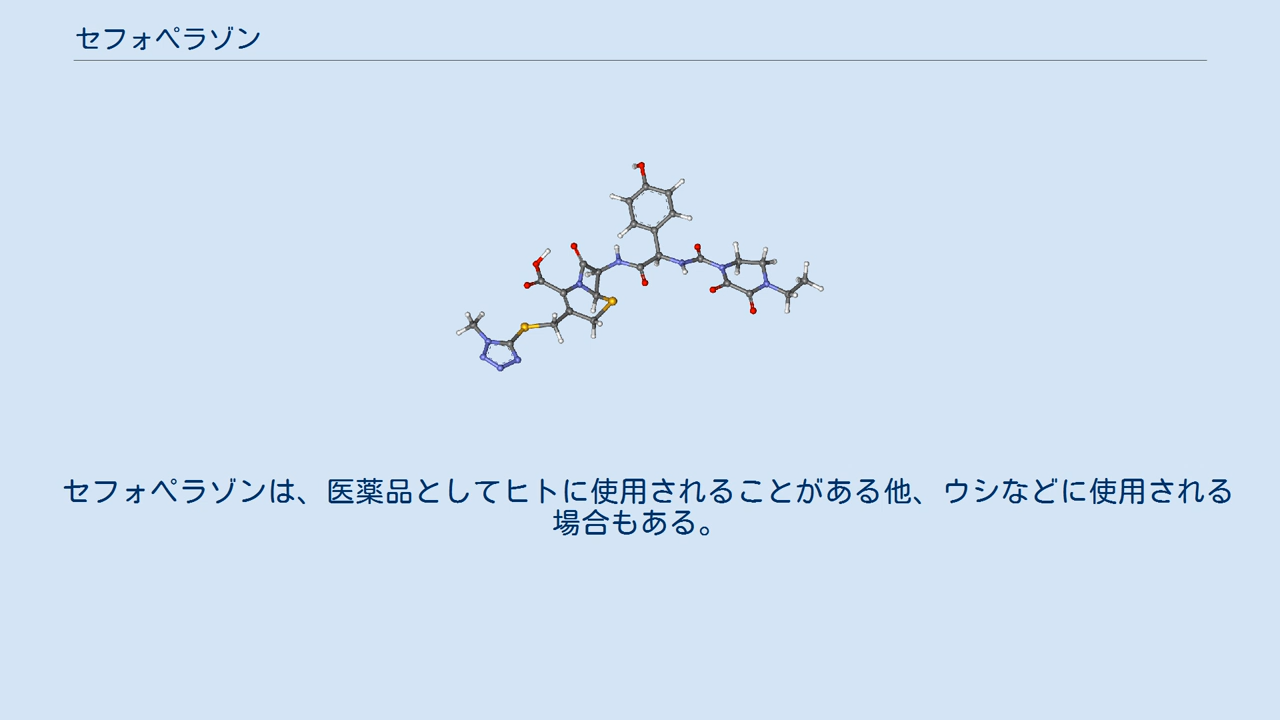 セフォペラゾン
セフォペラゾンは、医薬品としてヒトに使用されることがある他、ウシなどに使用される
場合もある。